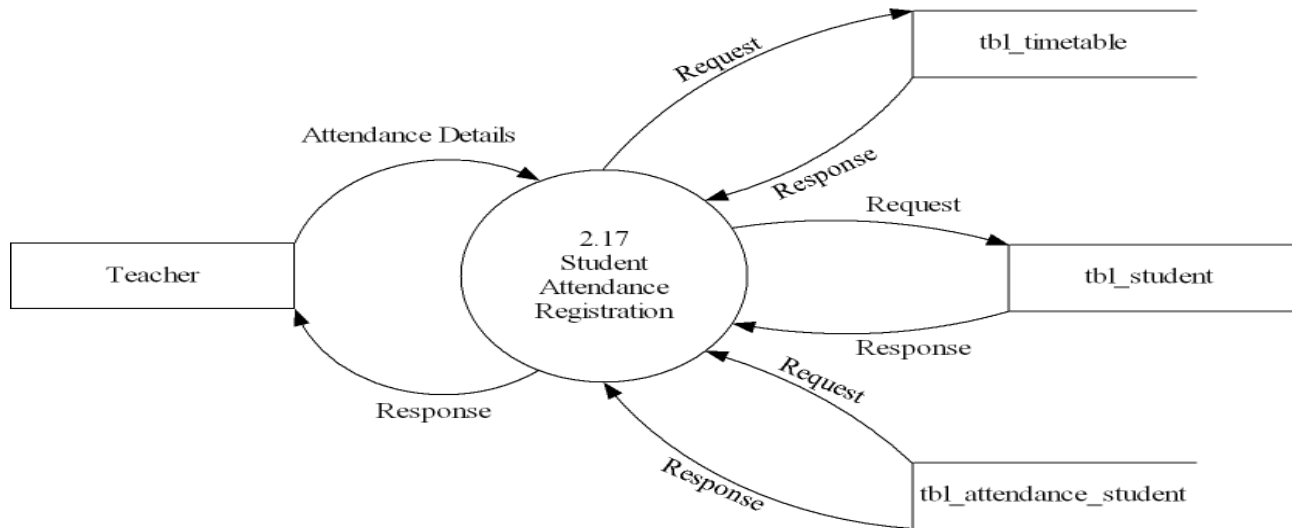 Request
tbl_timetable
Attendance Details
Response
Request
2.17
Student
Attendance
Registration
Teacher
tbl_student
Response
Request
Response
Response
tbl_attendance_student